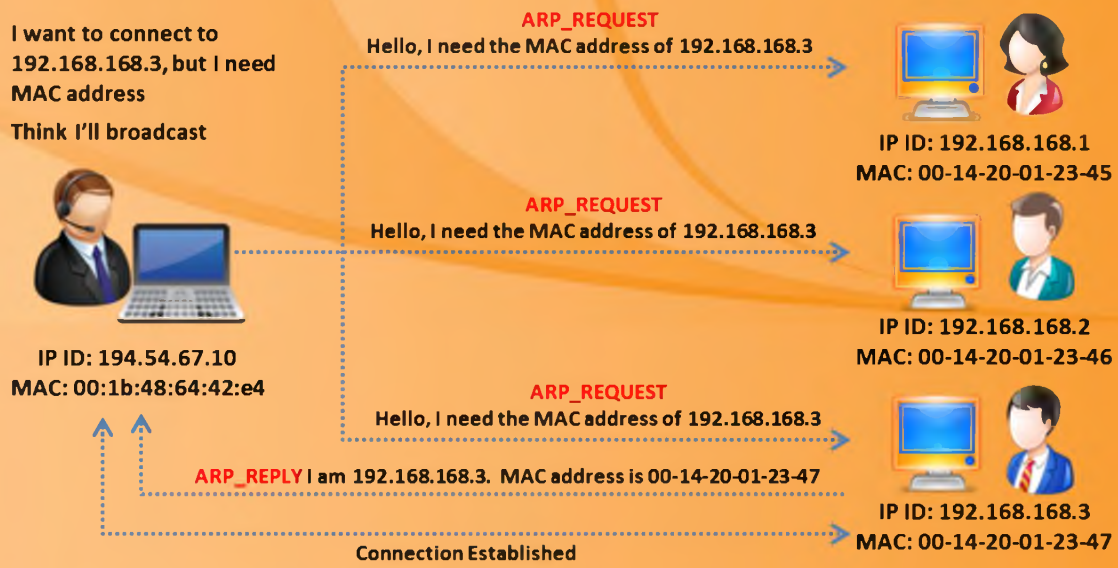 I want to connect to
192.168.168.3, but I need
MAC address
Think I'll broadcast
IP ID: 194.54.67.10
MAC: 00:1b:48:64:42:e4
ARP_REQUEST
Hello, I need the MAC address of 192.168.168.3
IP ID: 192.168.168.1
MAC: 00-14-20-01-23-45
ARP_REQUEST
Hello, I need the MAC address of 192.168.168.3
IP ID: 192.168.168.2
MAC: 00-14-20-01-23-46
ARP_REQUEST
Hello, I need the MAC address of 192.168.168.3
ARP_REPLY I am 192.168.168.3. MAC address is 00-14-20-01-23-47
IP ID: 192.168.168.3
MAC: 00-14-20-01-23-47
Connection Established